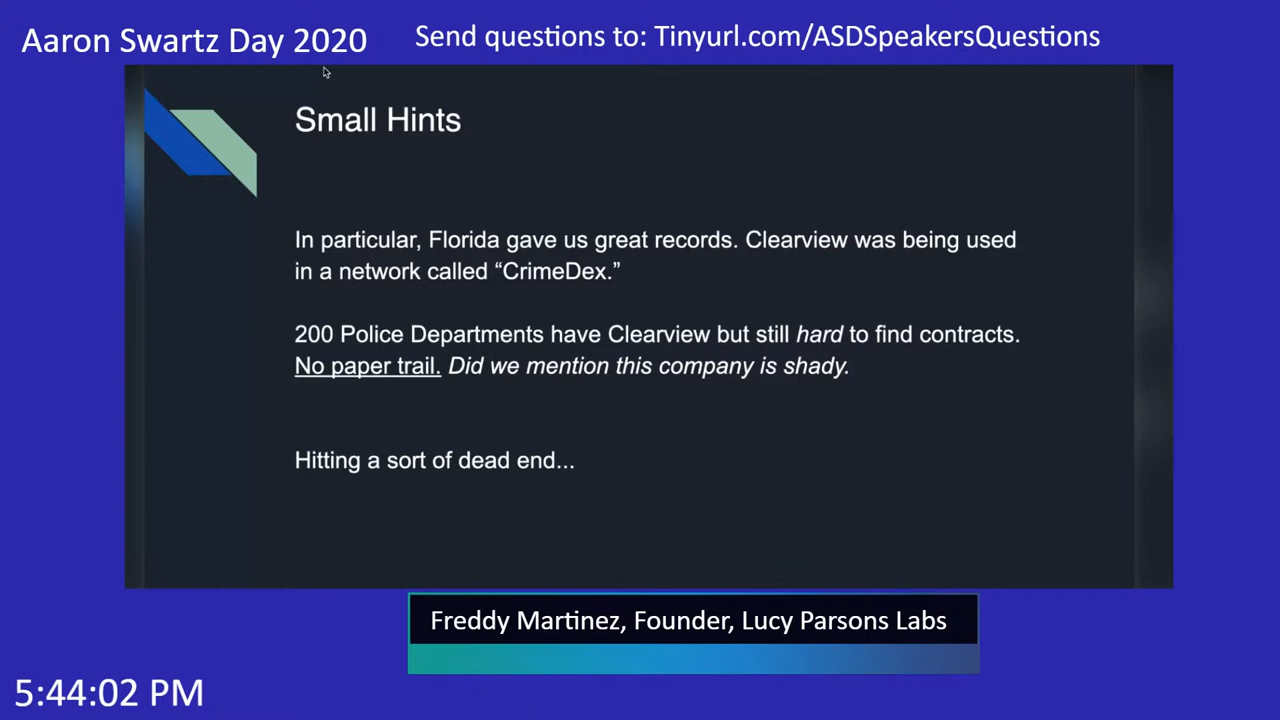 Aaron Swartz Day 2020
Send questions to: Tinyurl.com/ASDSpeakersQuestions
Small Hints
In particular, Florida gave us great records. Clearview was being used
in a network called “CrimeDex.”
200 Police Departments have Clearview but still hard to find contracts.
No paper trail. Did we mention this company is shady.
Hitting a sort of dead end...
Freddy Martinez, Founder, Lucy Parsons Labs
5:44:02 PM